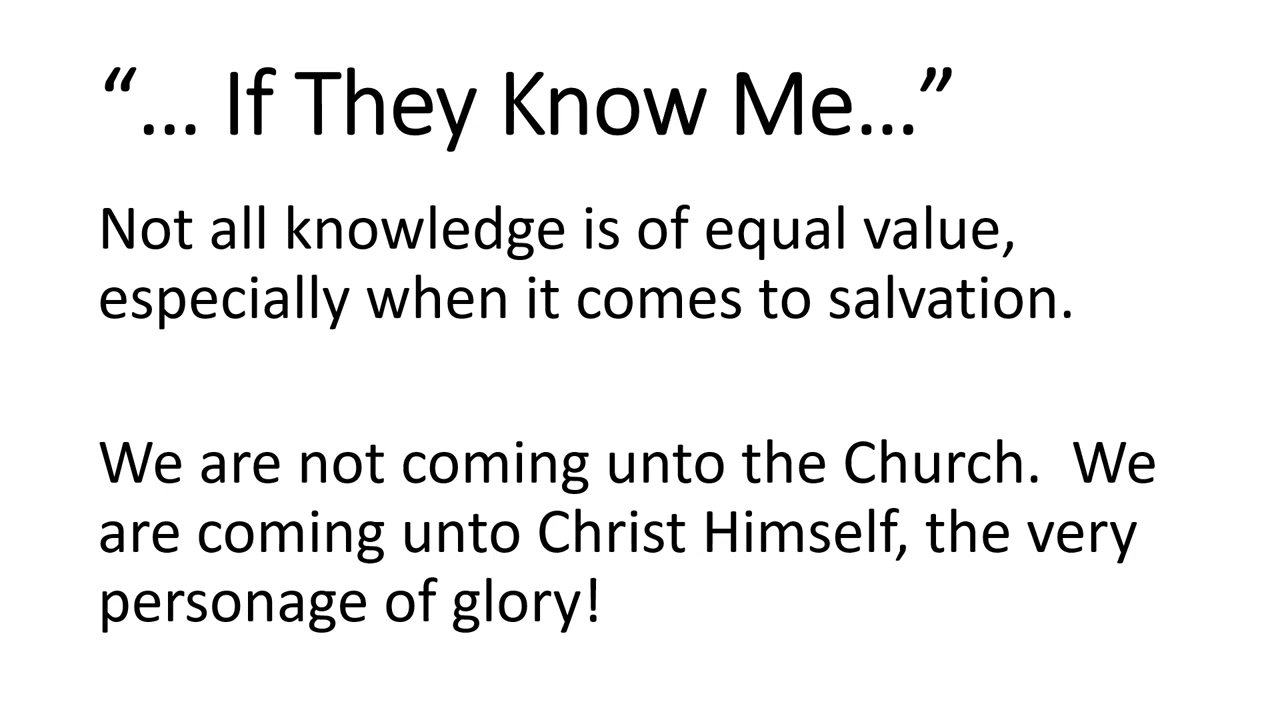 “… If They Know Me…”
Not all knowledge is of equal value,
especially when it comes to salvation.
We are not coming unto the Church.  We
are coming unto Christ Himself, the very
personage of glory!